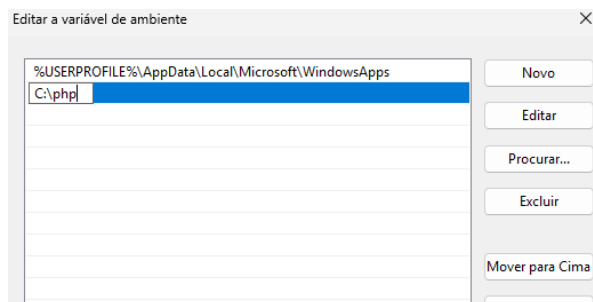 Editar a variável de ambiente
%USERPROFILE%\AppData\Local\Microsoft\WindowsApps
C:\php
Novo
Editar
Procurar...
Excluir
Mover para Cima